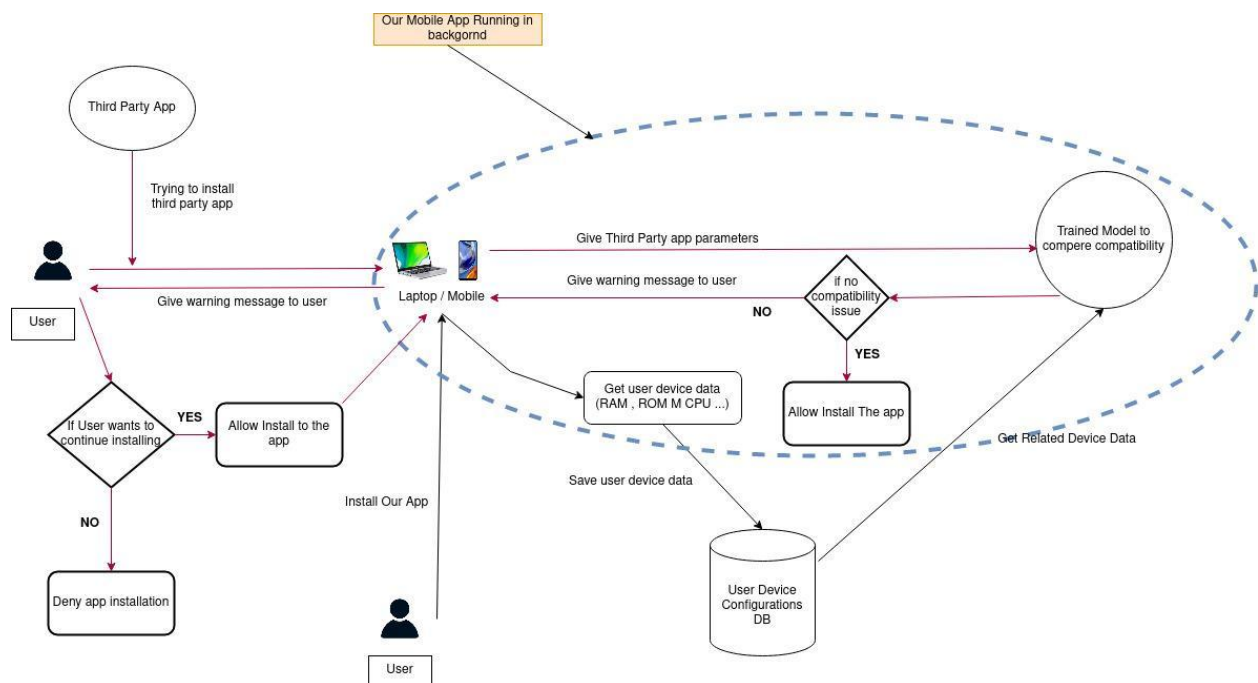 Our Mobile App Running in
backgornd
Third Party App
Trying to install
third party app
Give Third Party app parameters
Trained Model to
compere compatibility
Give warning message to user
if no
compatibility
issue
NO
YES
Laptop / Mobile
Give warning message to user
User
Get user device data
(RAM , ROM M CPU ...)
Allow Install The app
If User wants to
continue installing
YES
Allow Install to the
app
Get Related Device Data
Save user device data
Install Our App
NO
Deny app installation
User Device
Configurations
DB
User